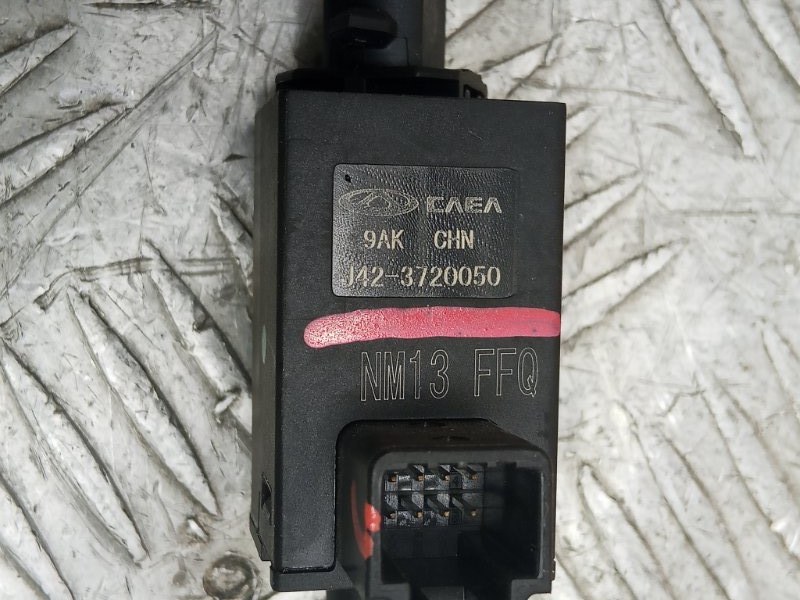 CAEA
9AK CHN
J42-3720050
NM13 FFQ